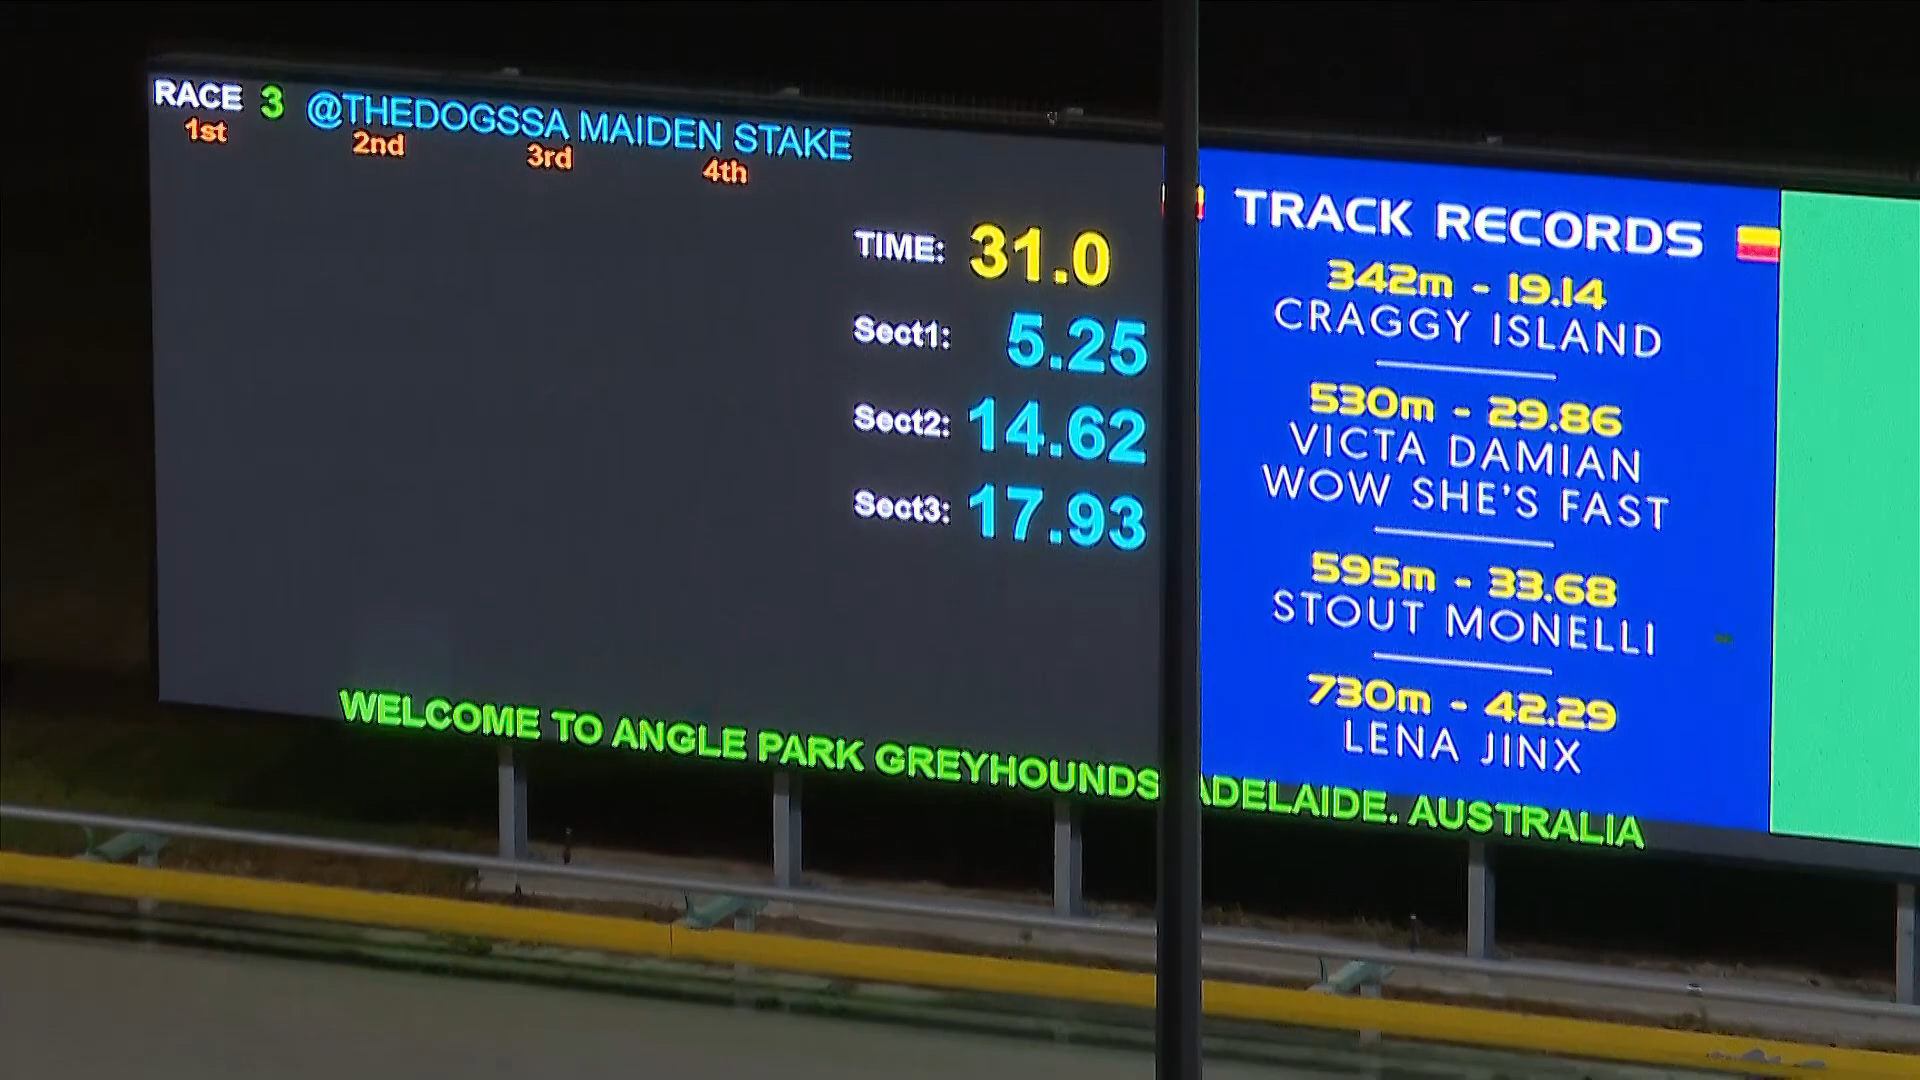 RACE 3 @THEDOGSSA MAIDEN STAKE
1st 2nd 3rd 4th
TIME: 31.0
Sect1: 5.25
Sect2: 14.62
Sect3: 17.93
TRACK RECORDS
342m - 19.14
CRAGGY ISLAND
530m - 29.86
VICTA DAMIAN
WOW SHE'S FAST
595m - 33.68
STOUT MONELLI
730m - 42.29
LENA JINX
WELCOME TO ANGLE PARK GREYHOUNDS ADELAIDE. AUSTRALIA